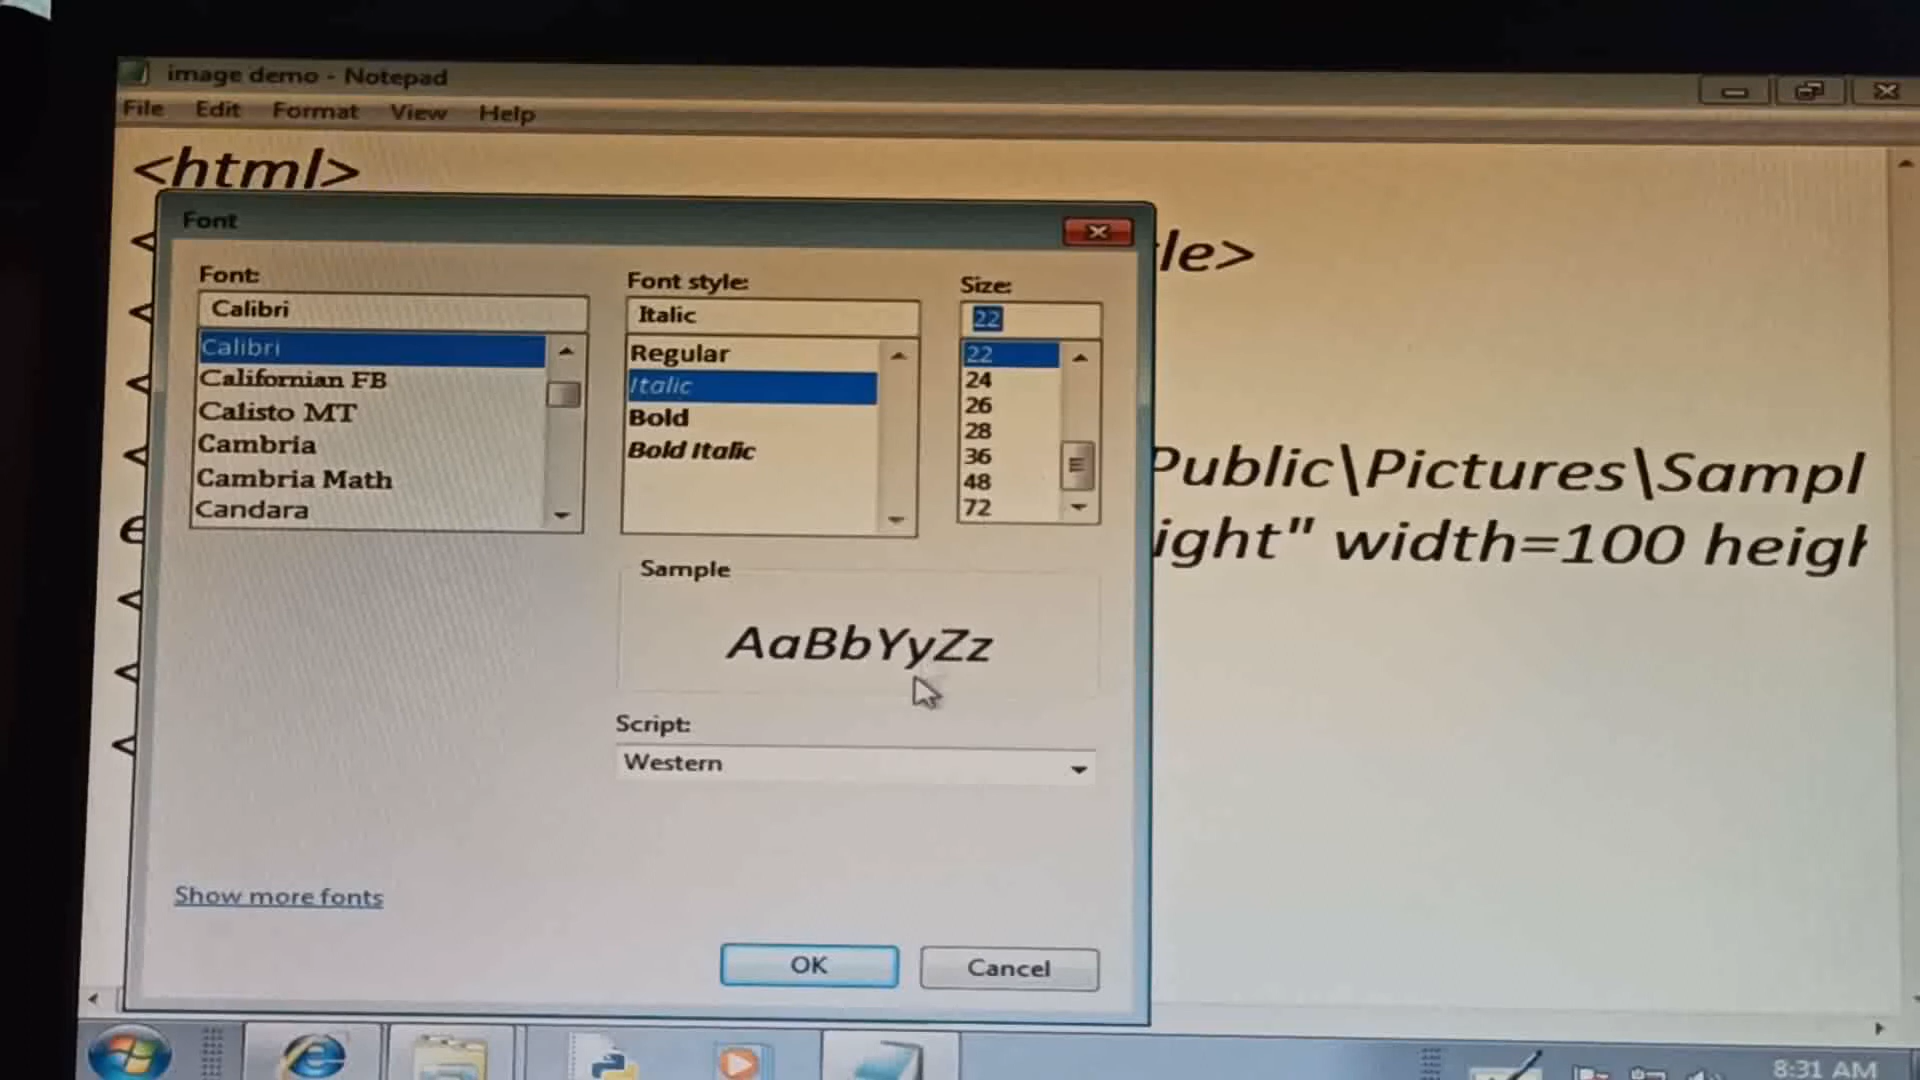 image demo - Notepad
File Edit Format View Help
<html>
Font
le>
Font:
Font style:
Size:
Calibri
Italic
22
Calibri
Californian FB
Calisto MT
Cambria
Cambria Math
Candara
Regular
Italic
Bold
Bold Italic
22
24
26
28
36
48
72
Public\Pictures\Sampl
e
ight" width=100 heigh
Sample
AaBbYyZz
Script:
Western
Show more fonts
OK
Cancel
8:31 AM